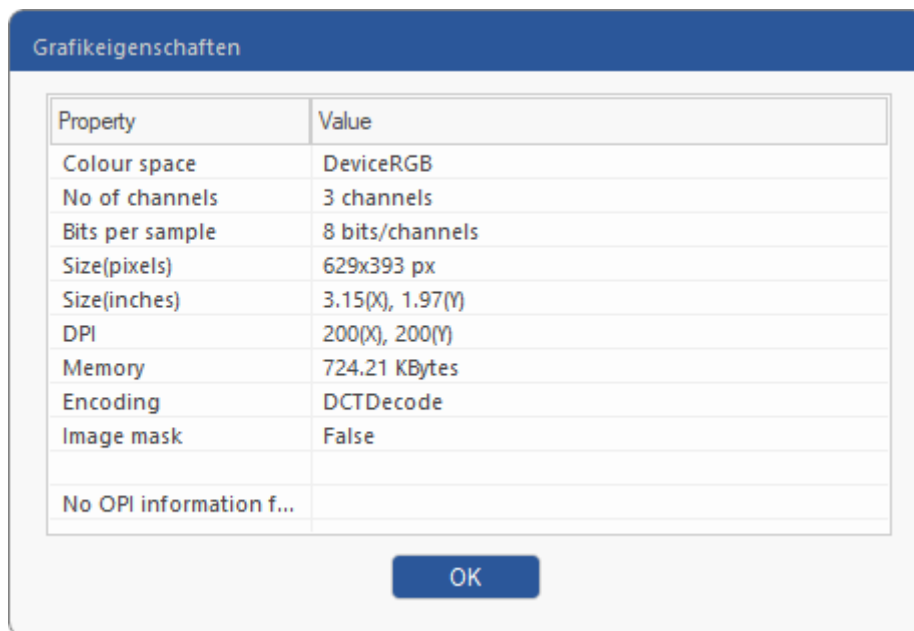 Grafikeigenschaften
Property Value
Colour space DeviceRGB
No of channels 3 channels
Bits per sample 8 bits/channels
Size(pixels) 629x393 px
Size(inches) 3.15(X), 1.97(Y)
DPI 200(X), 200(Y)
Memory 724.21 KBytes
Encoding DCTDecode
Image mask False
No OPI information f...
OK